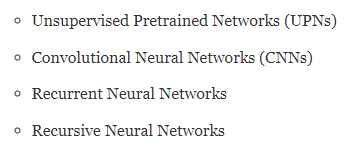 Unsupervised Pretrained Networks (UPNs)
Convolutional Neural Networks (CNNs)
Recurrent Neural Networks
Recursive Neural Networks